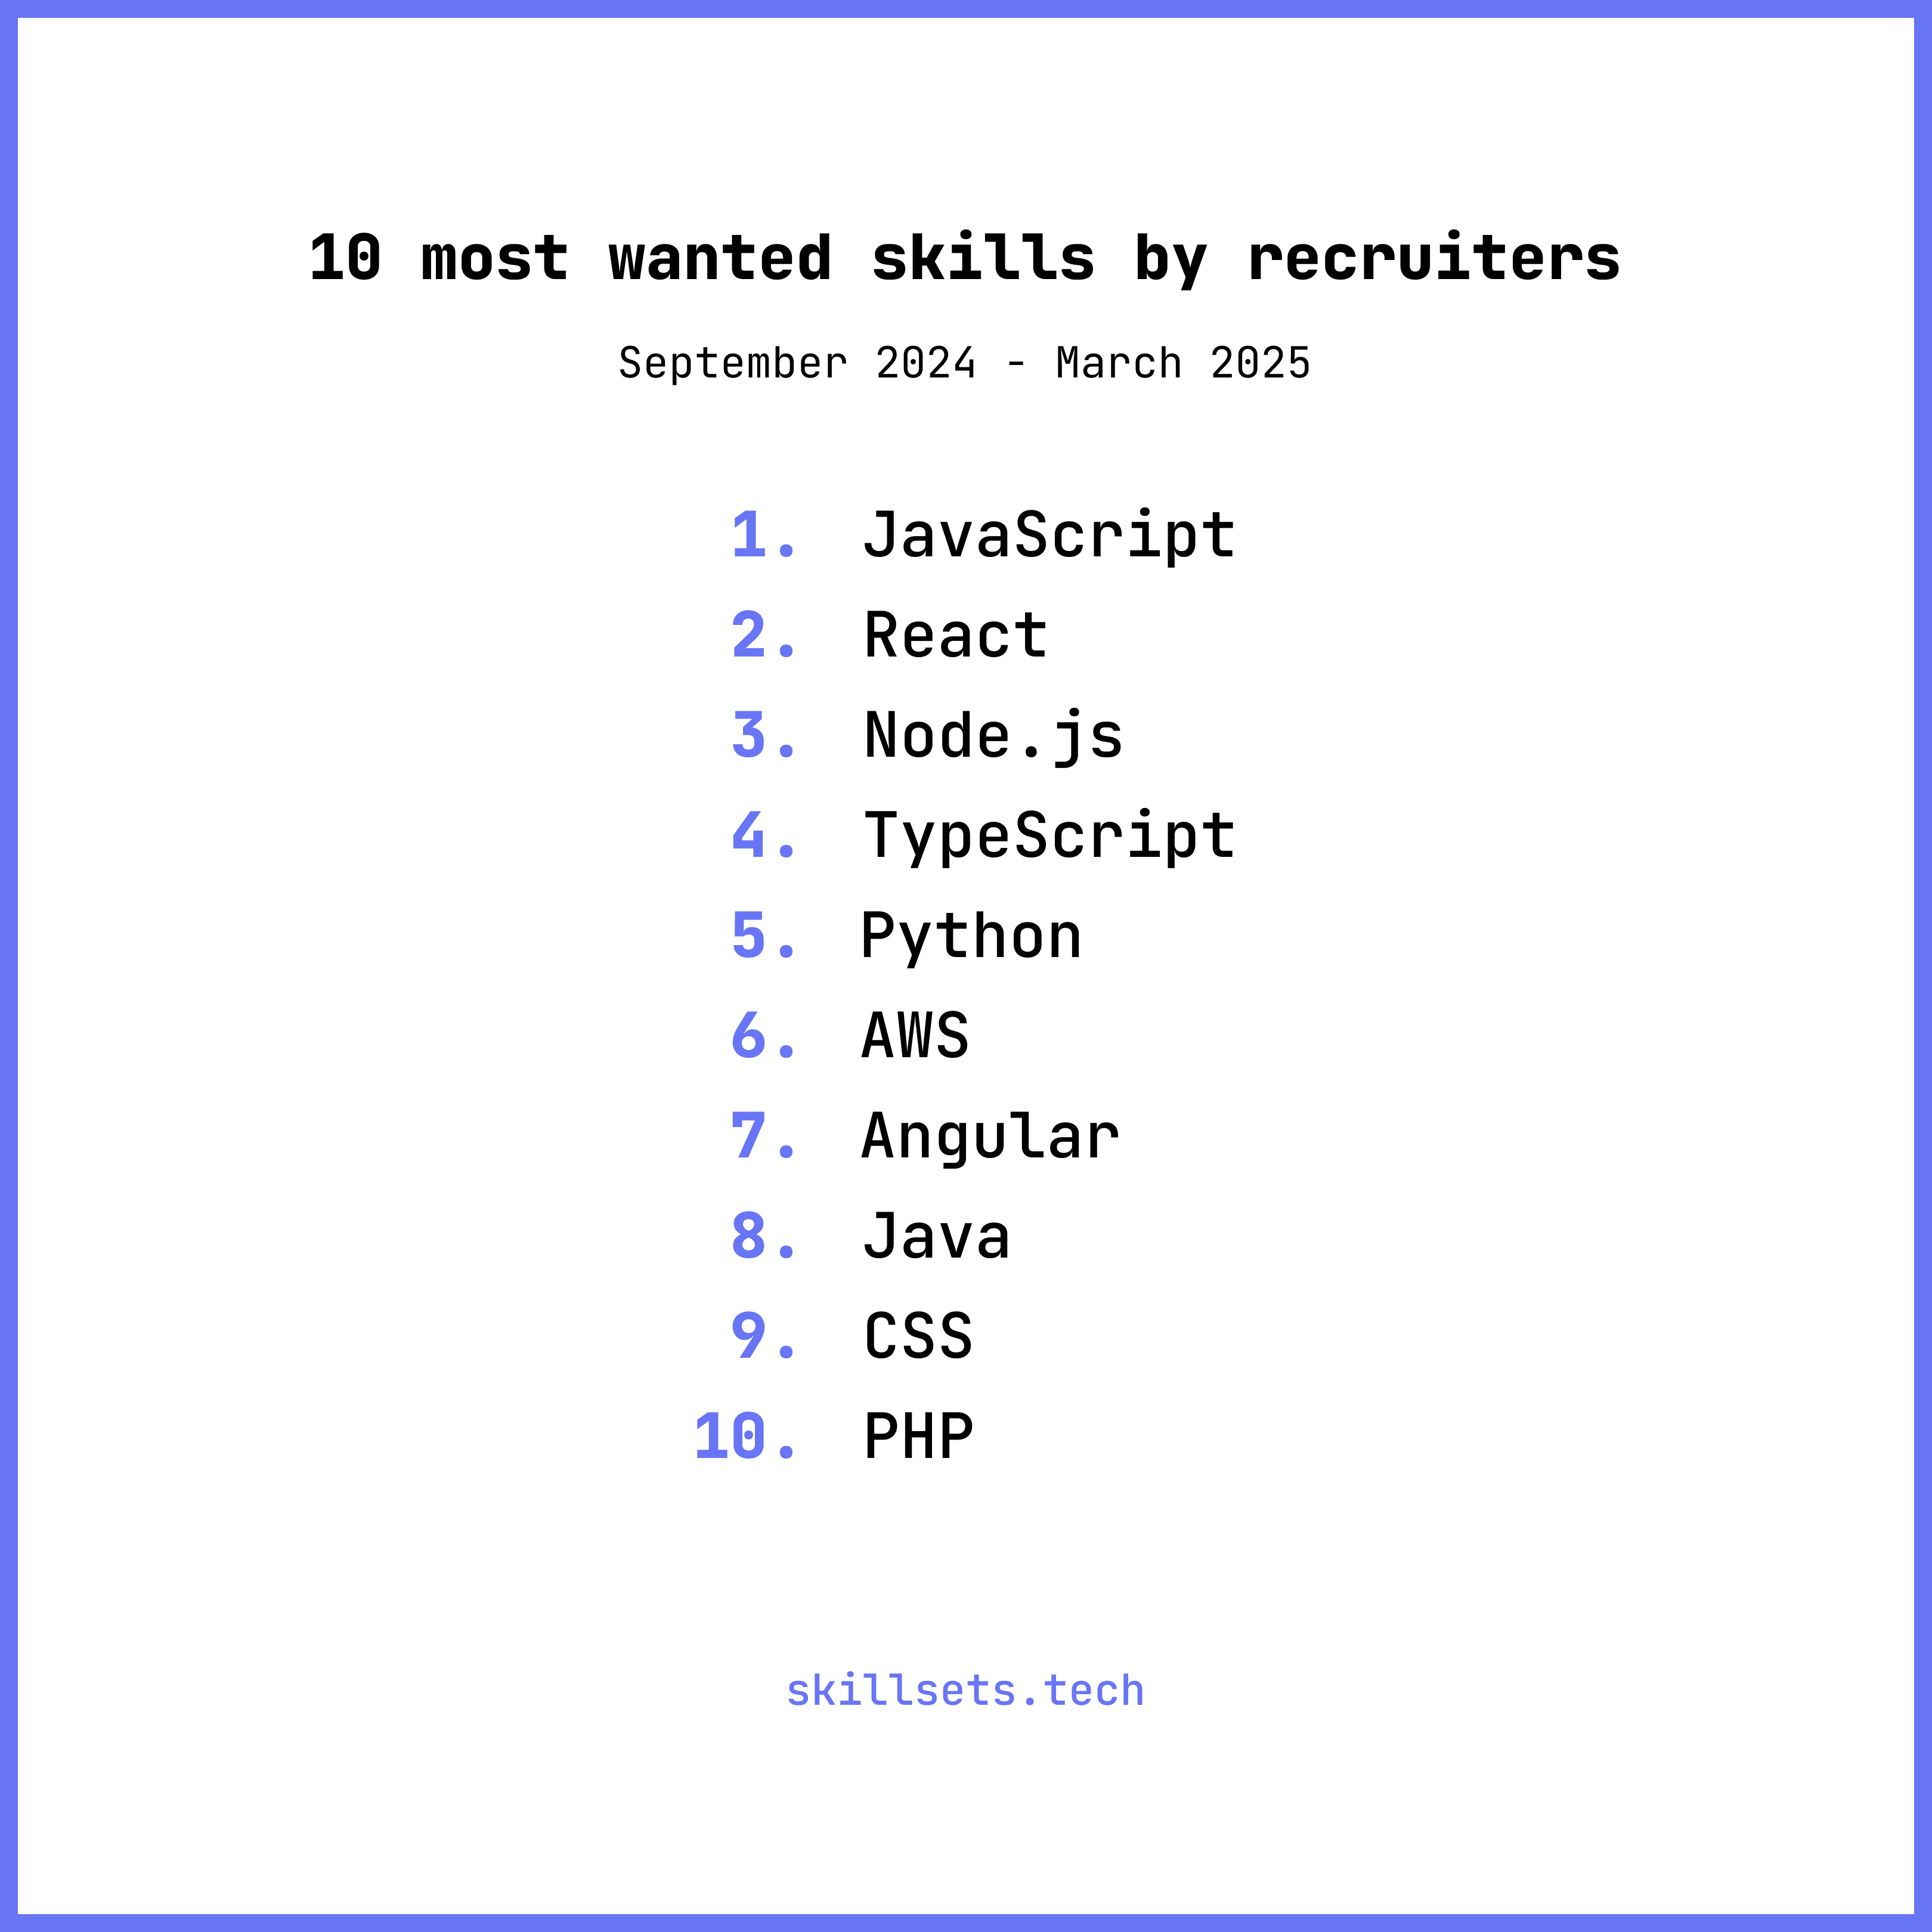 10 most wanted skills by recruiters
September 2024 - March 2025
1. JavaScript
2. React
3. Node.js
4. TypeScript
5. Python
6. AWS
7. Angular
8. Java
9. CSS
10. PHP
skillsets.tech